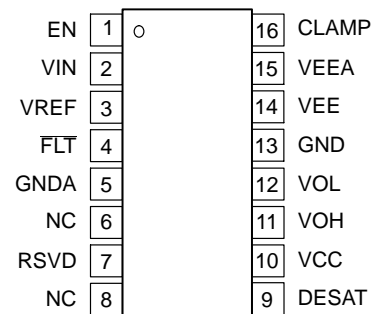 EN 1 16 CLAMP
VIN 2 15 VEEA
VREF 3 14 VEE
FLT 4 13 GND
GNDA 5 12 VOL
NC 6 11 VOH
RSVD 7 10 VCC
NC 8 9 DESAT